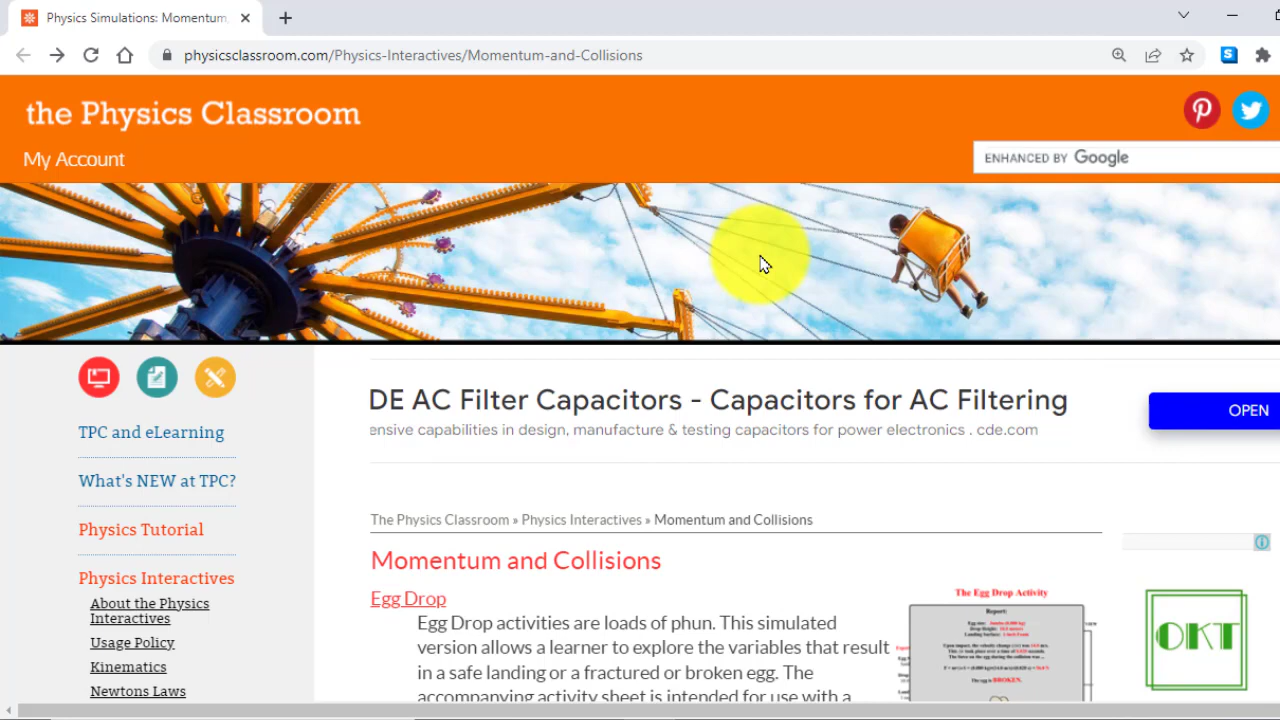 Physics Simulations: Momentum,
physicsclassroom.com/Physics-Interactives/Momentum-and-Collisions
the Physics Classroom
My Account
ENHANCED BY Google
TPC and eLearning
What's NEW at TPC?
Physics Tutorial
Physics Interactives
About the Physics
Interactives
Usage Policy
Kinematics
Newtons Laws
DE AC Filter Capacitors - Capacitors for AC Filtering
ensive capabilities in design, manufacture & testing capacitors for power electronics . cde.com
OPEN
The Physics Classroom » Physics Interactives » Momentum and Collisions
Momentum and Collisions
Egg Drop
Egg Drop activities are loads of phun. This simulated
version allows a learner to explore the variables that result
in a safe landing or a fractured or broken egg. The
accompanying activity sheet is intended for use with a
The Egg Drop Activity
Report:
The egg is BROKEN.
OKT